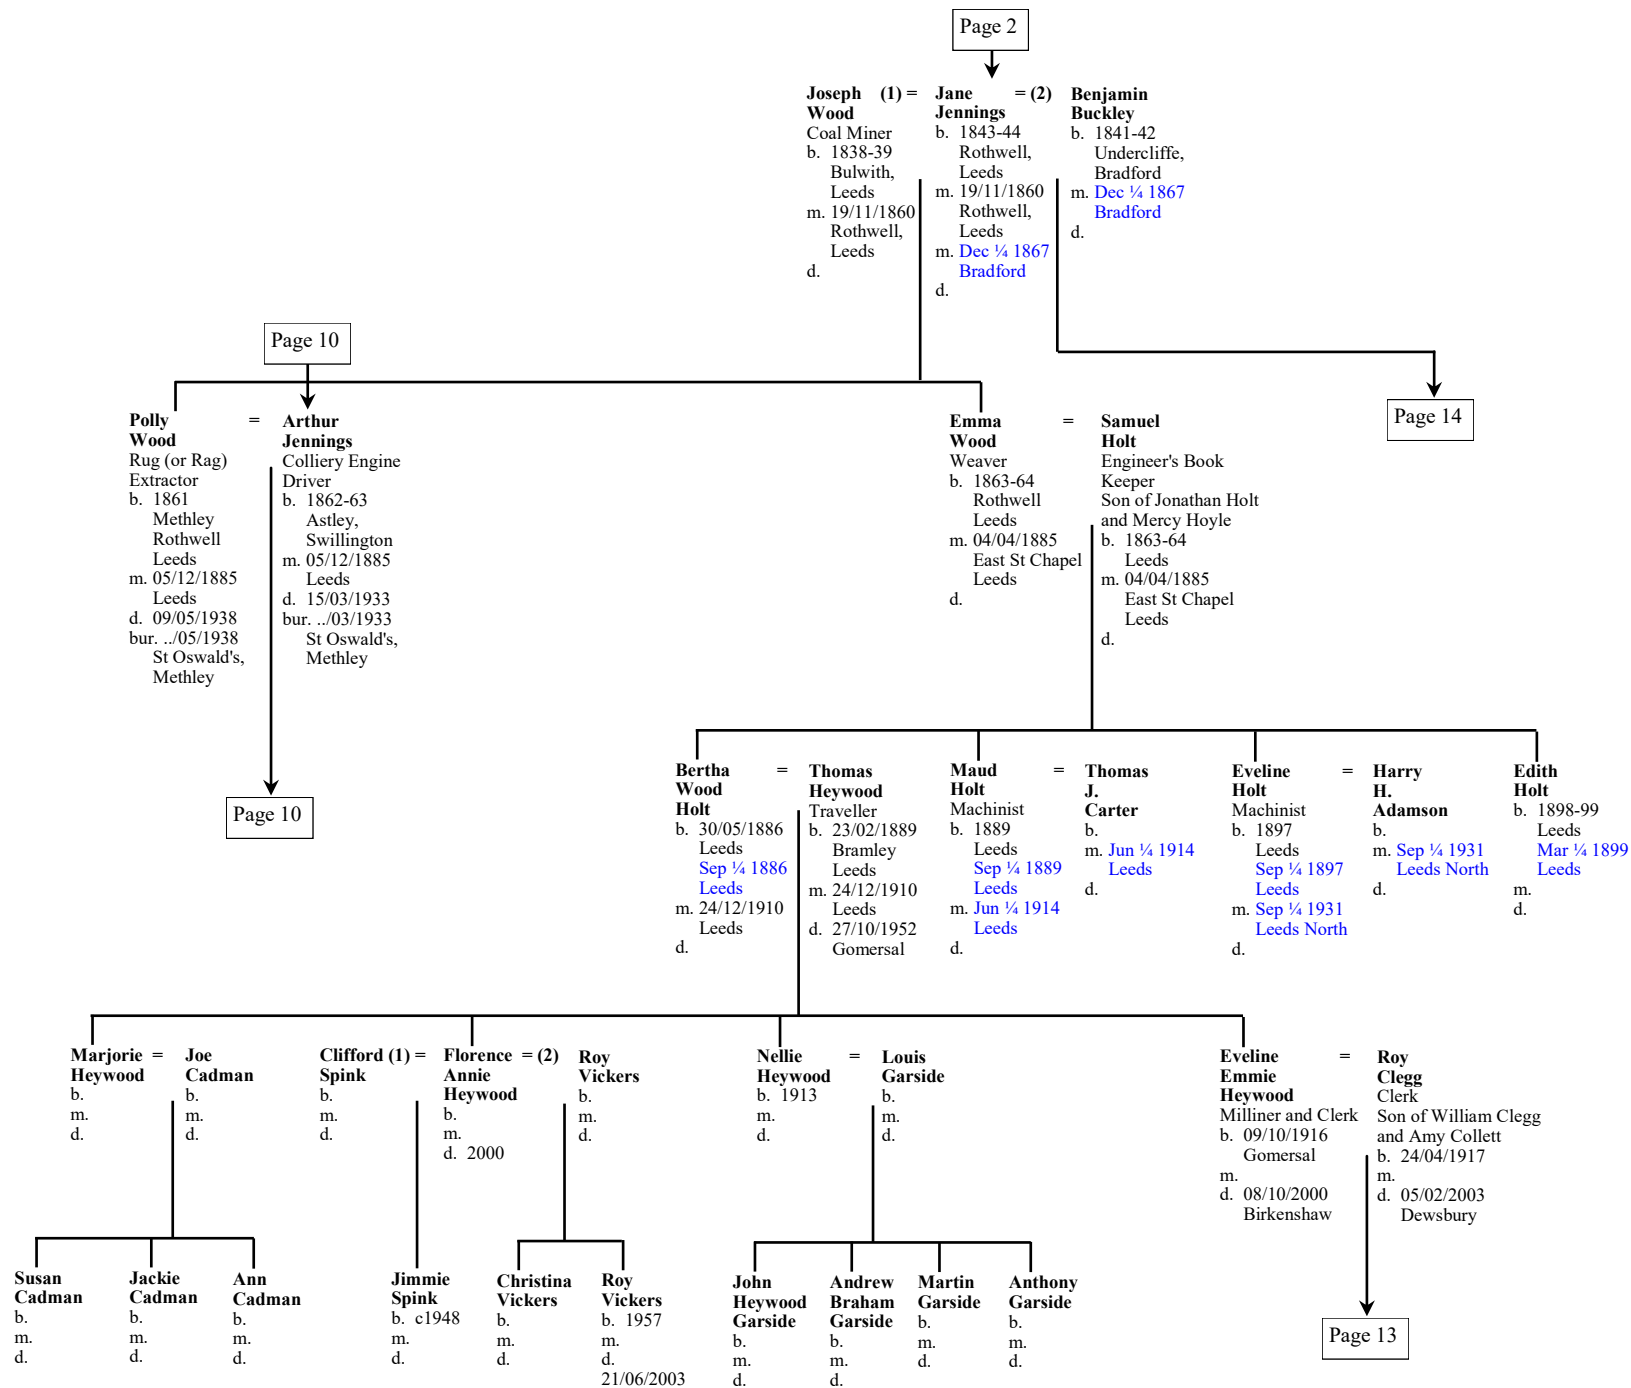 Page 2
Joseph (1) =
Wood
Coal Miner
b. 1838-39
Bulwith,
Leeds
m. 19/11/1860
Rothwell,
Leeds
d.
Jane = (2)
Jennings
b. 1843-44
Rothwell,
Leeds
m. 19/11/1860
Rothwell,
Leeds
m. Dec ¼ 1867
Bradford
d.
Benjamin
Buckley
b. 1841-42
Undercliffe,
Bradford
m. Dec ¼ 1867
Bradford
d.
Page 10
Page 14
Polly =
Wood
Rug (or Rag)
Extractor
b. 1861
Methley
Rothwell
Leeds
m. 05/12/1885
Leeds
d. 09/05/1938
bur. ../05/1938
St Oswald's,
Methley
Arthur
Jennings
Colliery Engine
Driver
b. 1862-63
Astley,
Swillington
m. 05/12/1885
Leeds
d. 15/03/1933
bur. ../03/1933
St Oswald's,
Methley
Emma =
Wood
Weaver
b. 1863-64
Rothwell
Leeds
m. 04/04/1885
East St Chapel
Leeds
d.
Samuel
Holt
Engineer's Book
Keeper
Son of Jonathan Holt
and Mercy Hoyle
b. 1863-64
Leeds
m. 04/04/1885
East St Chapel
Leeds
d.
Page 10
Bertha =
Wood
Holt
b. 30/05/1886
Leeds
Sep ¼ 1886
Leeds
m. 24/12/1910
Leeds
d.
Thomas
Heywood
Traveller
b. 23/02/1889
Bramley
Leeds
m. 24/12/1910
Leeds
d. 27/10/1952
Gomersal
Maud =
Holt
Machinist
b. 1889
Leeds
Sep ¼ 1889
Leeds
m. Jun ¼ 1914
Leeds
d.
Thomas
J.
Carter
b.
m. Jun ¼ 1914
Leeds
d.
Eveline =
Holt
Machinist
b. 1897
Leeds
Sep ¼ 1897
Leeds
m. Sep ¼ 1931
Leeds North
d.
Harry
H.
Adamson
b.
m. Sep ¼ 1931
Leeds North
d.
Edith
Holt
b. 1898-99
Leeds
Mar ¼ 1899
Leeds
m.
d.
Marjorie =
Heywood
b.
m.
d.
Joe
Cadman
b.
m.
d.
Clifford (1) =
Spink
b.
m.
d.
Florence = (2)
Annie
Heywood
b.
m.
d. 2000
Roy
Vickers
b.
m.
d.
Nellie =
Heywood
b. 1913
m.
d.
Louis
Garside
b.
m.
d.
Eveline =
Emmie
Heywood
Milliner and Clerk
b. 09/10/1916
Gomersal
m.
d. 08/10/2000
Birkenshaw
Roy
Clegg
Clerk
Son of William Clegg
and Amy Collett
b. 24/04/1917
m.
d. 05/02/2003
Dewsbury
Susan
Cadman
b.
m.
d.
Jackie
Cadman
b.
m.
d.
Ann
Cadman
b.
m.
d.
Jimmie
Spink
b. c1948
m.
d.
Christina
Vickers
b.
m.
d.
Roy
Vickers
b. 1957
m.
d.
21/06/2003
John
Heywood
Garside
b.
m.
d.
Andrew
Braham
Garside
b.
m.
d.
Martin
Garside
b.
m.
d.
Anthony
Garside
b.
m.
d.
Page 13